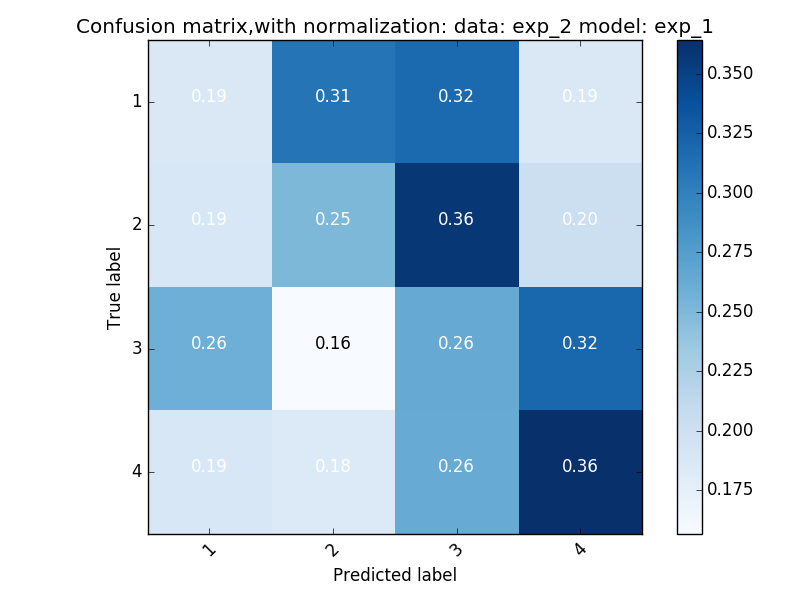 Confusion matrix,with normalization: data: exp_2 model: exp_1
True label
1
0.19 0.31 0.32 0.19
2
0.19 0.25 0.36 0.20
3
0.26 0.16 0.26 0.32
4
0.19 0.18 0.26 0.36
1 2 3 4
Predicted label
0.350
0.325
0.300
0.275
0.250
0.225
0.200
0.175